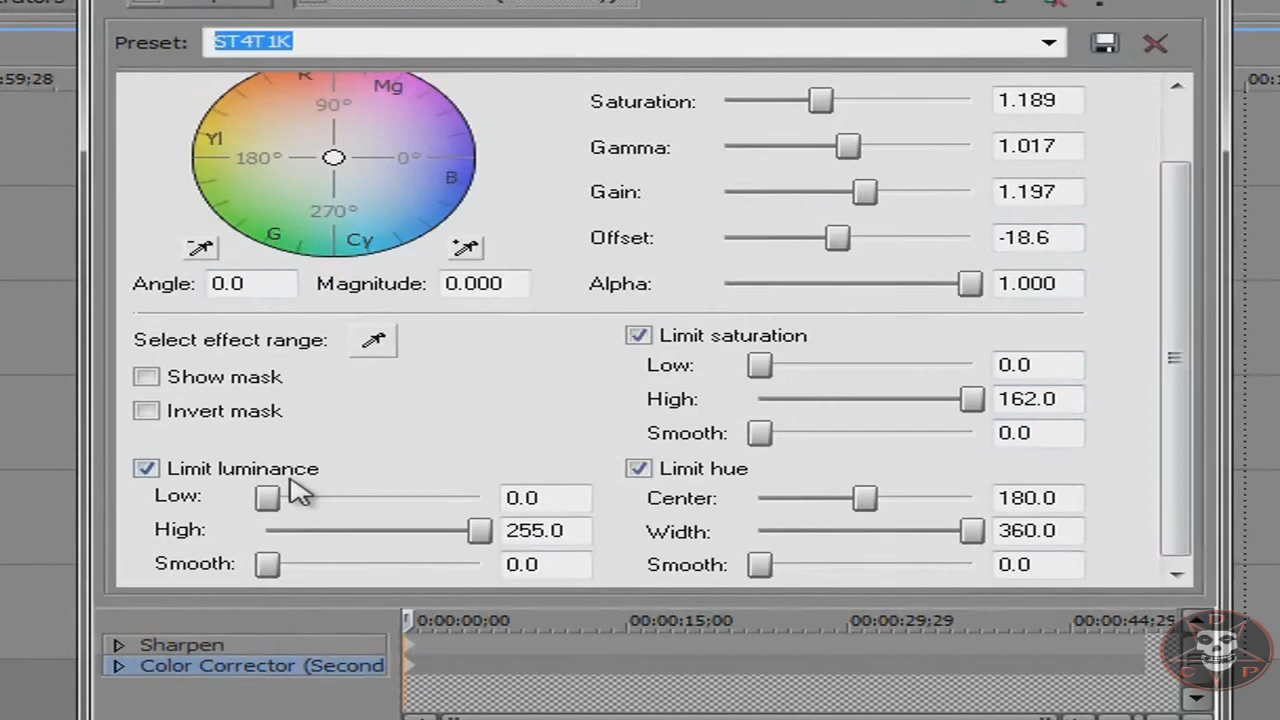 :59;28
Preset: ST4T1K
R
Mg
90°
Yl
180°
0°
B
270°
G
Cy
Angle: 0.0 Magnitude: 0.000
Saturation: 1.189
Gamma: 1.017
Gain: 1.197
Offset: -18.6
Alpha: 1.000
Select effect range:
Show mask
Invert mask
Limit luminance
Low: 0.0
High: 255.0
Smooth: 0.0
Limit saturation
Low: 0.0
High: 162.0
Smooth: 0.0
Limit hue
Center: 180.0
Width: 360.0
Smooth: 0.0
0:00:00;00 00:00:15;00 00:00:29;29 00:00:44;29
Sharpen
Color Corrector (Second